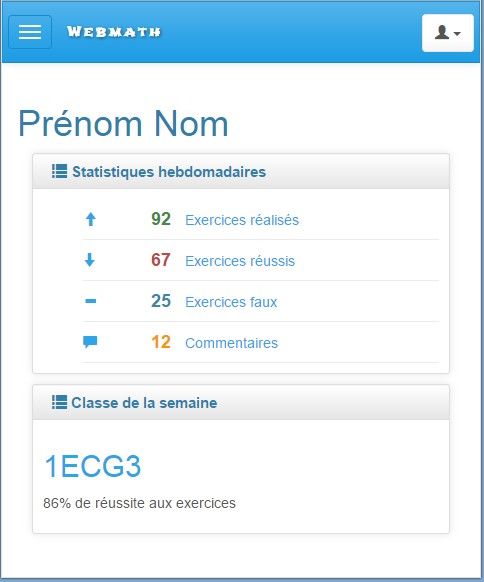 Webmath
Prénom Nom
Statistiques hebdomadaires
92 Exercices réalisés
67 Exercices réussis
25 Exercices faux
12 Commentaires
Classe de la semaine
1ECG3
86% de réussite aux exercices